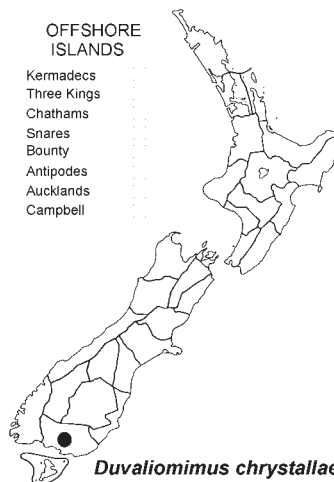 OFFSHORE
ISLANDS
Kermadecs
Three Kings
Chathams
Snares
Bounty
Antipodes
Aucklands
Campbell
Duvaliomimus chrystallae